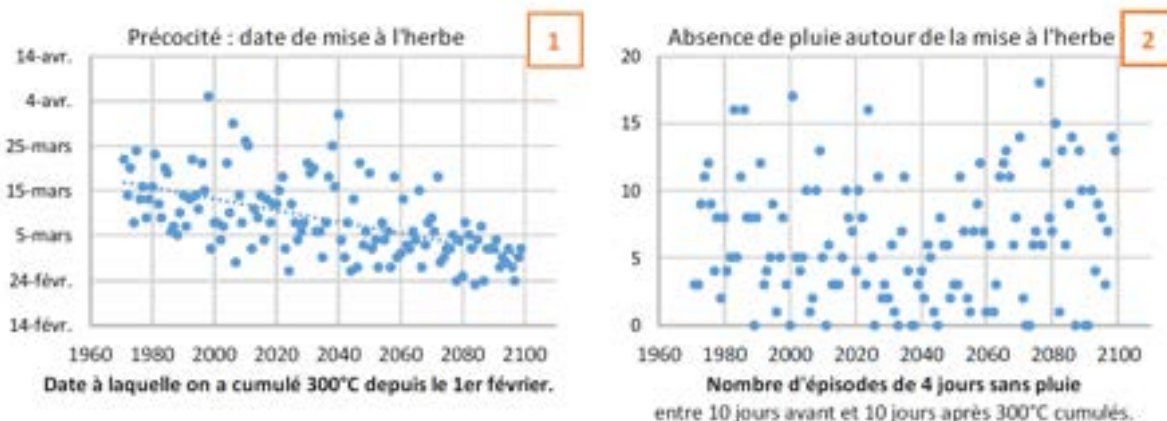 Précocité : date de mise à l'herbe
1
14-avr.
4-avr.
25-mars
15-mars
5-mars
24-févr.
14-févr.
1960 1980 2000 2020 2040 2060 2080 2100
Date à laquelle on a cumulé 300°C depuis le 1er février.
Absence de pluie autour de la mise à l'herbe
2
20
15
10
5
0
1960 1980 2000 2020 2040 2060 2080 2100
Nombre d'épisodes de 4 jours sans pluie
entre 10 jours avant et 10 jours après 300°C cumulés.